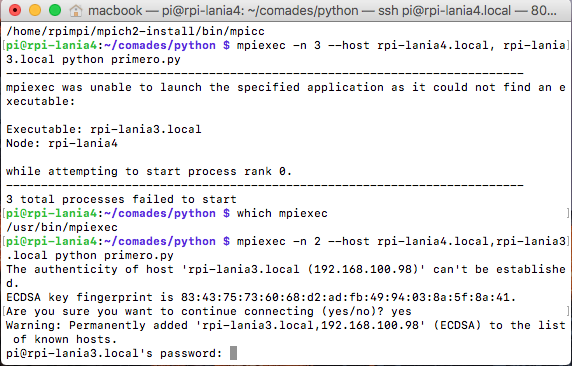 macbook — pi@rpi-lania4: ~/comades/python — ssh pi@rpi-lania4.local — 80...
/home/rpimpi/mpich2-install/bin/mpicc
[pi@rpi-lania4:~/comades/python $ mpiexec -n 3 --host rpi-lania4.local, rpi-lania]
3.local python primero.py
--------------------------------------------------------------------------
mpiexec was unable to launch the specified application as it could not find an e
xecutable:
Executable: rpi-lania3.local
Node: rpi-lania4
while attempting to start process rank 0.
--------------------------------------------------------------------------
3 total processes failed to start
[pi@rpi-lania4:~/comades/python $ which mpiexec ]
/usr/bin/mpiexec
[pi@rpi-lania4:~/comades/python $ mpiexec -n 2 --host rpi-lania4.local,rpi-lania3]
.local python primero.py
The authenticity of host 'rpi-lania3.local (192.168.100.98)' can't be establishe
d.
ECDSA key fingerprint is 83:43:75:73:60:68:d2:ad:fb:49:94:03:8a:5f:8a:41.
[Are you sure you want to continue connecting (yes/no)? yes ]
Warning: Permanently added 'rpi-lania3.local,192.168.100.98' (ECDSA) to the list
 of known hosts.
pi@rpi-lania3.local's password: